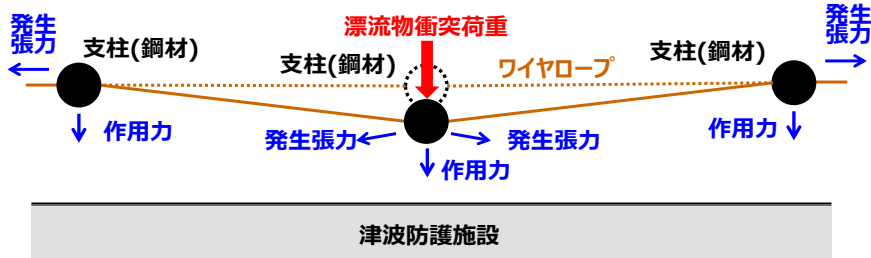 発生
張力
支柱(鋼材)
漂流物衝突荷重
支柱(鋼材)
ワイヤロープ
支柱(鋼材)
発生
張力
作用力
発生張力
発生張力
作用力
作用力
津波防護施設